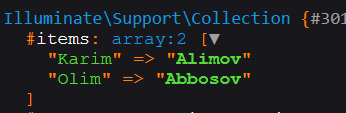 Illuminate\Support\Collection {#301
#items: array:2 [▼
"Karim" => "Alimov"
"Olim" => "Abbosov"
]